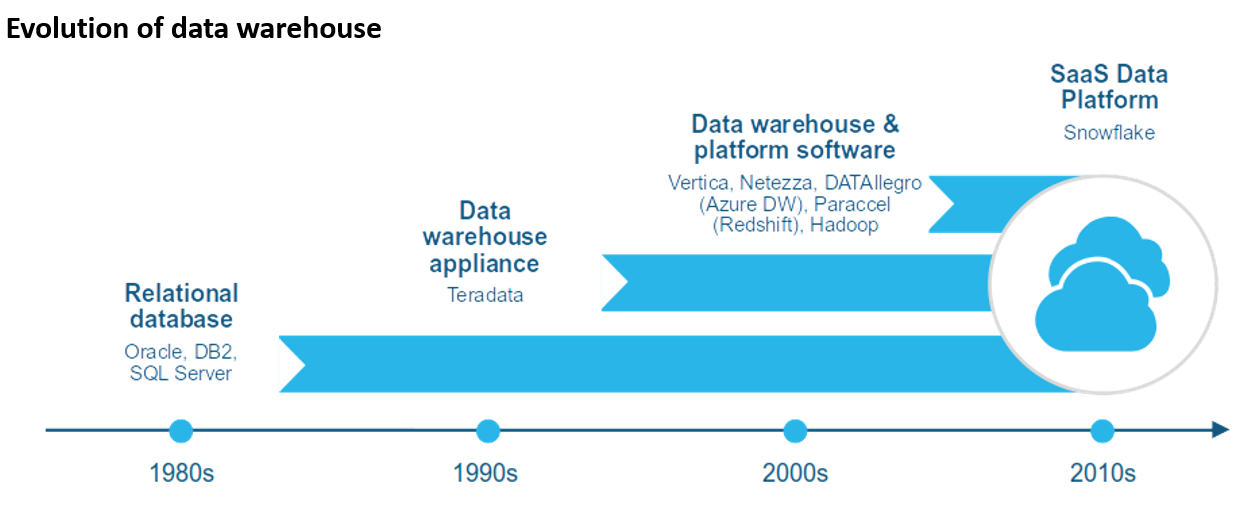 Evolution of data warehouse
SaaS Data
Platform
Snowflake
Data warehouse &
platform software
Vertica, Netezza, DATAllegro
(Azure DW), Paraccel
(Redshift), Hadoop
Data
warehouse
appliance
Teradata
Relational
database
Oracle, DB2,
SQL Server
1980s
1990s
2000s
2010s